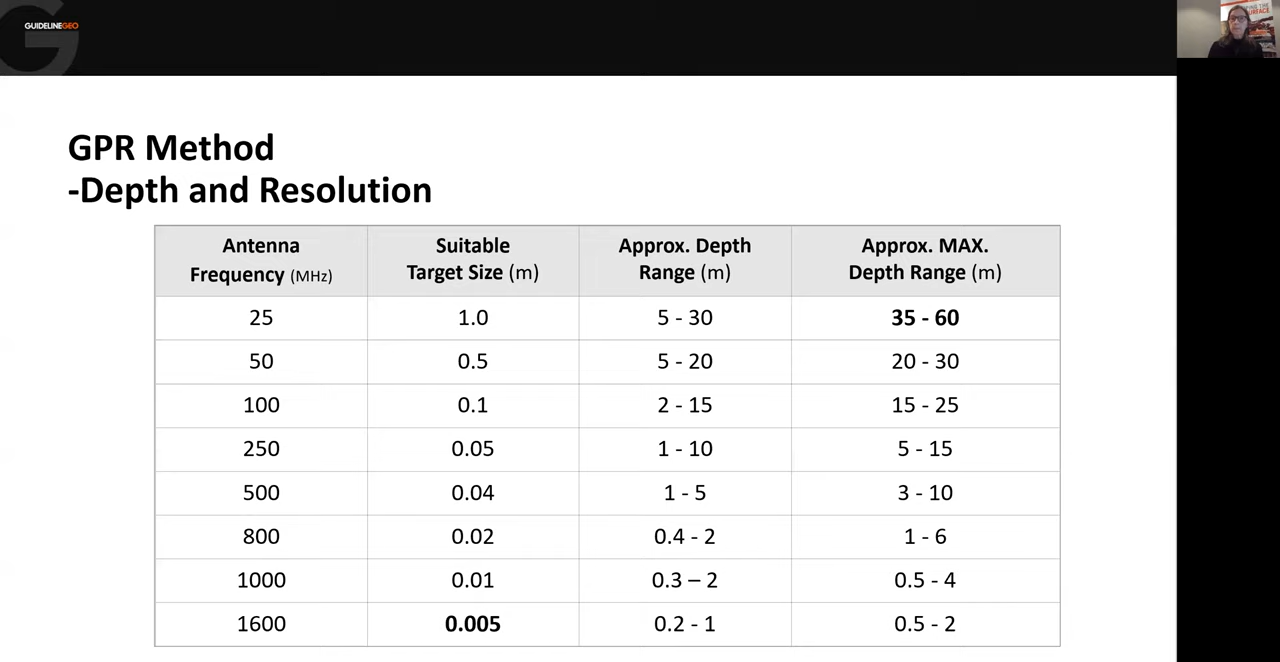 GUIDELINEGEO
GPR Method
-Depth and Resolution
Antenna Frequency (MHz) Suitable Target Size (m) Approx. Depth Range (m) Approx. MAX. Depth Range (m)
25 1.0 5 - 30 35 - 60
50 0.5 5 - 20 20 - 30
100 0.1 2 - 15 15 - 25
250 0.05 1 - 10 5 - 15
500 0.04 1 - 5 3 - 10
800 0.02 0.4 - 2 1 - 6
1000 0.01 0.3 – 2 0.5 - 4
1600 0.005 0.2 - 1 0.5 - 2